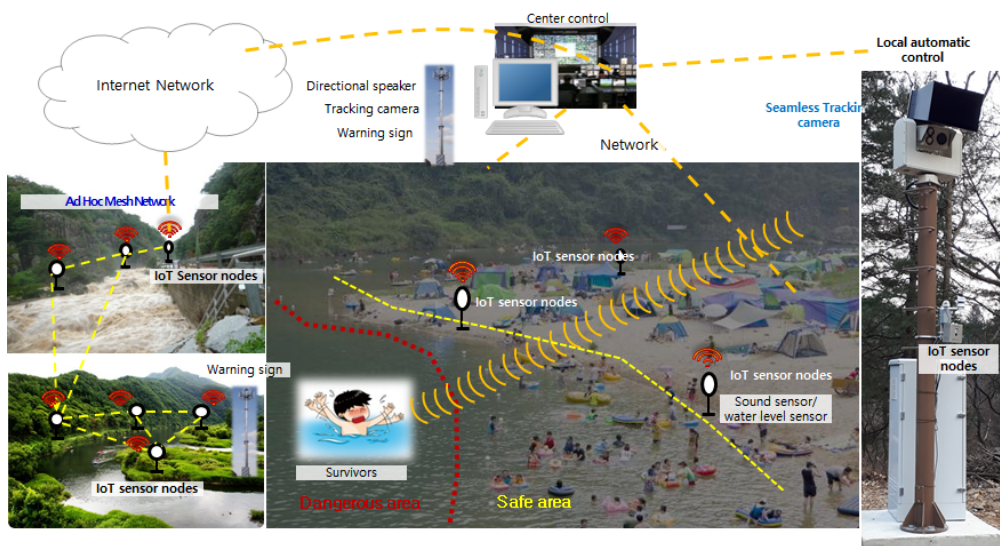 Center control
Internet Network
Directional speaker
Tracking camera
Warning sign
Local automatic
control
Seamless Trackin
camera
Network
Ad Hoc Mesh Network
IoT Sensor nodes
IoT sensor nodes
IoT sensor nodes
IoT sensor nodes
Sound sensor/
water level sensor
IoT sensor
nodes
Warning sign
IoT sensor nodes
Survivors
Dangerous area
Safe area